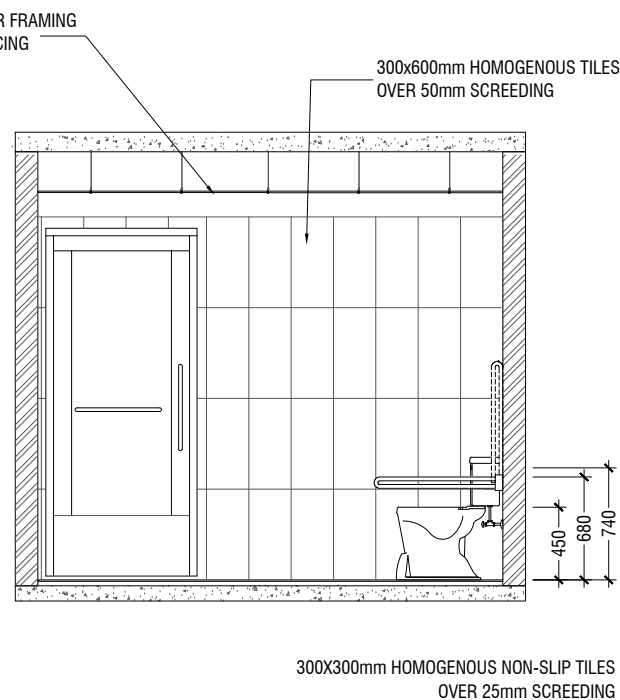 R FRAMING
CING
300x600mm HOMOGENOUS TILES
OVER 50mm SCREEDING
450
680
740
300X300mm HOMOGENOUS NON-SLIP TILES
OVER 25mm SCREEDING